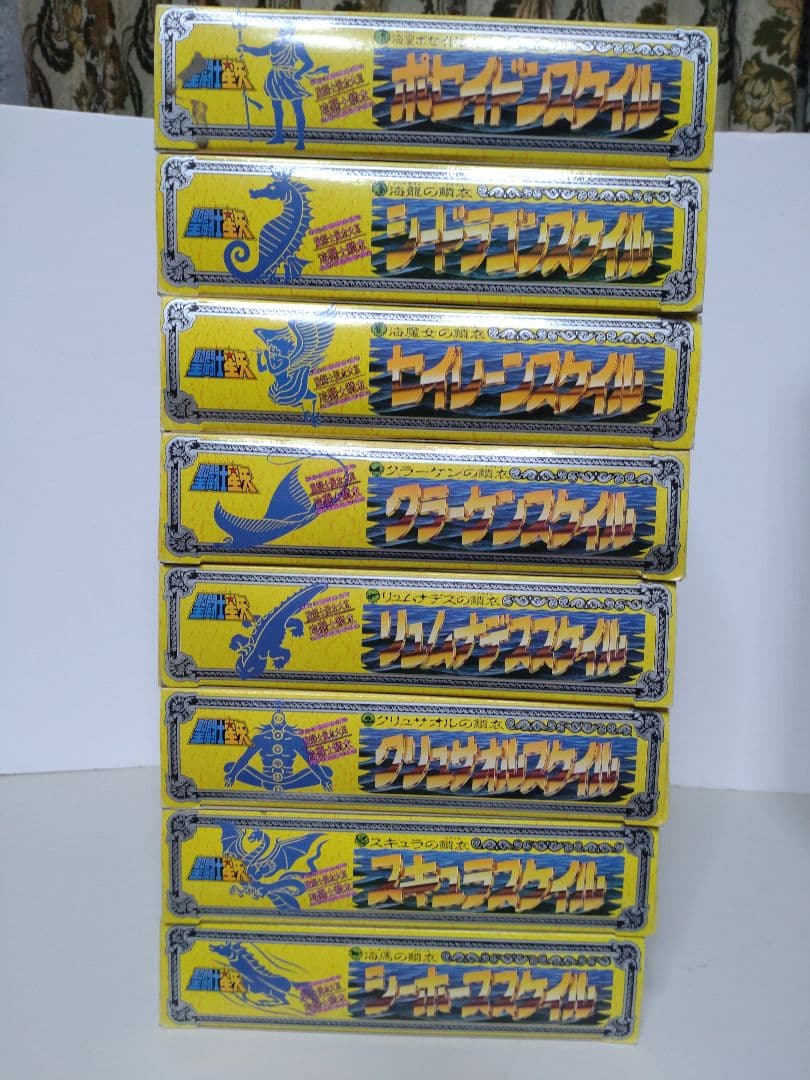 聖闘士星矢
海皇ポセイドン
ポセイドンスケイル
聖闘士星矢
海龍の鱗衣
シードラゴンスケイル
聖闘士星矢
海魔女の鱗衣
セイレーンスケイル
聖闘士星矢
クラーケンの鱗衣
クラーケンスケイル
聖闘士星矢
リュムナデスの鱗衣
リュムナデススケイル
聖闘士星矢
クリュサオルの鱗衣
クリュサオルスケイル
聖闘士星矢
スキュラの鱗衣
スキュラスケイル
聖闘士星矢
海馬の鱗衣
シーホーススケイル